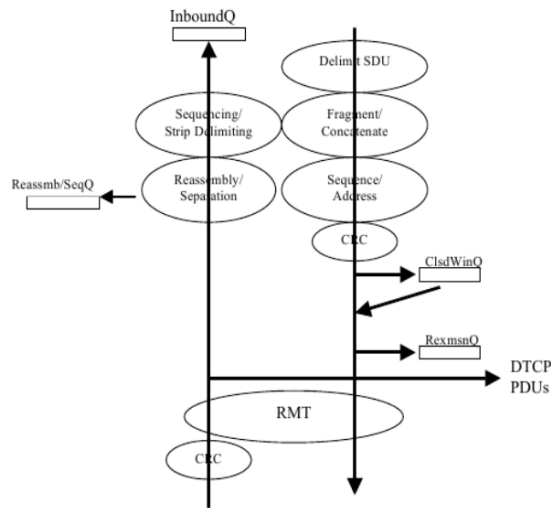 InboundQ
Delimit SDU
Sequencing/
Strip Delimiting
Fragment/
Concatenate
Reassmb/SeqQ
Reassembly/
Separation
Sequence/
Address
CRC
ClsdWinQ
RexmsnQ
DTCP
PDUs
RMT
CRC